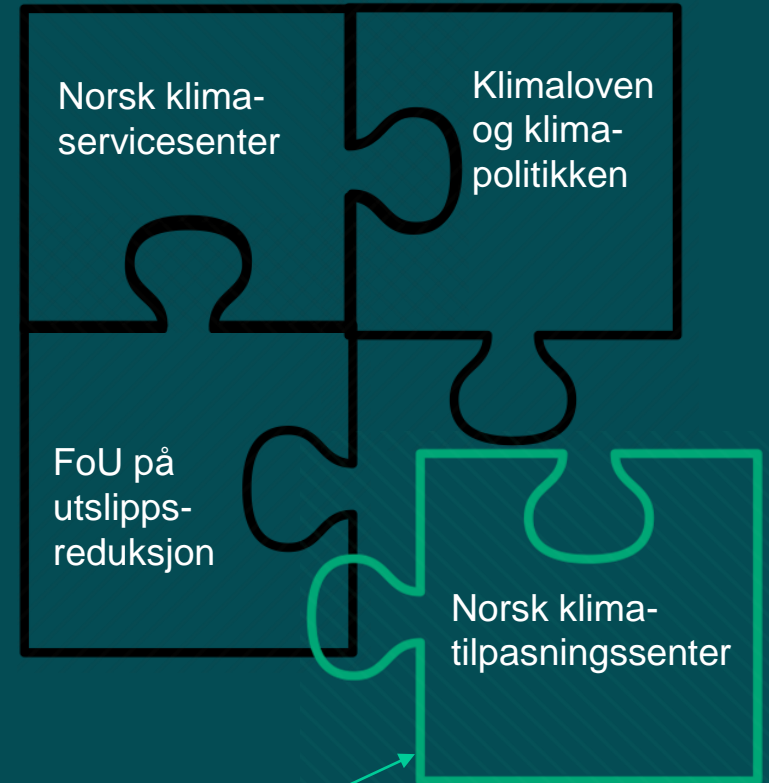 Norsk klima-
servicesenter
Klimaloven
og klima-
politikken
FoU på
utslipps-
reduksjon
Norsk klima-
tilpasningssenter